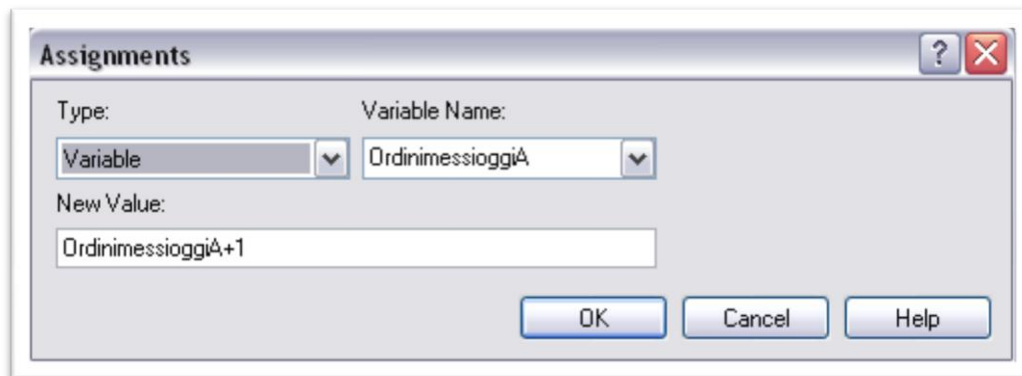 Assignments
Type: Variable Name:
Variable OrdinimessioggiA
New Value:
OrdinimessioggiA+1
OK Cancel Help